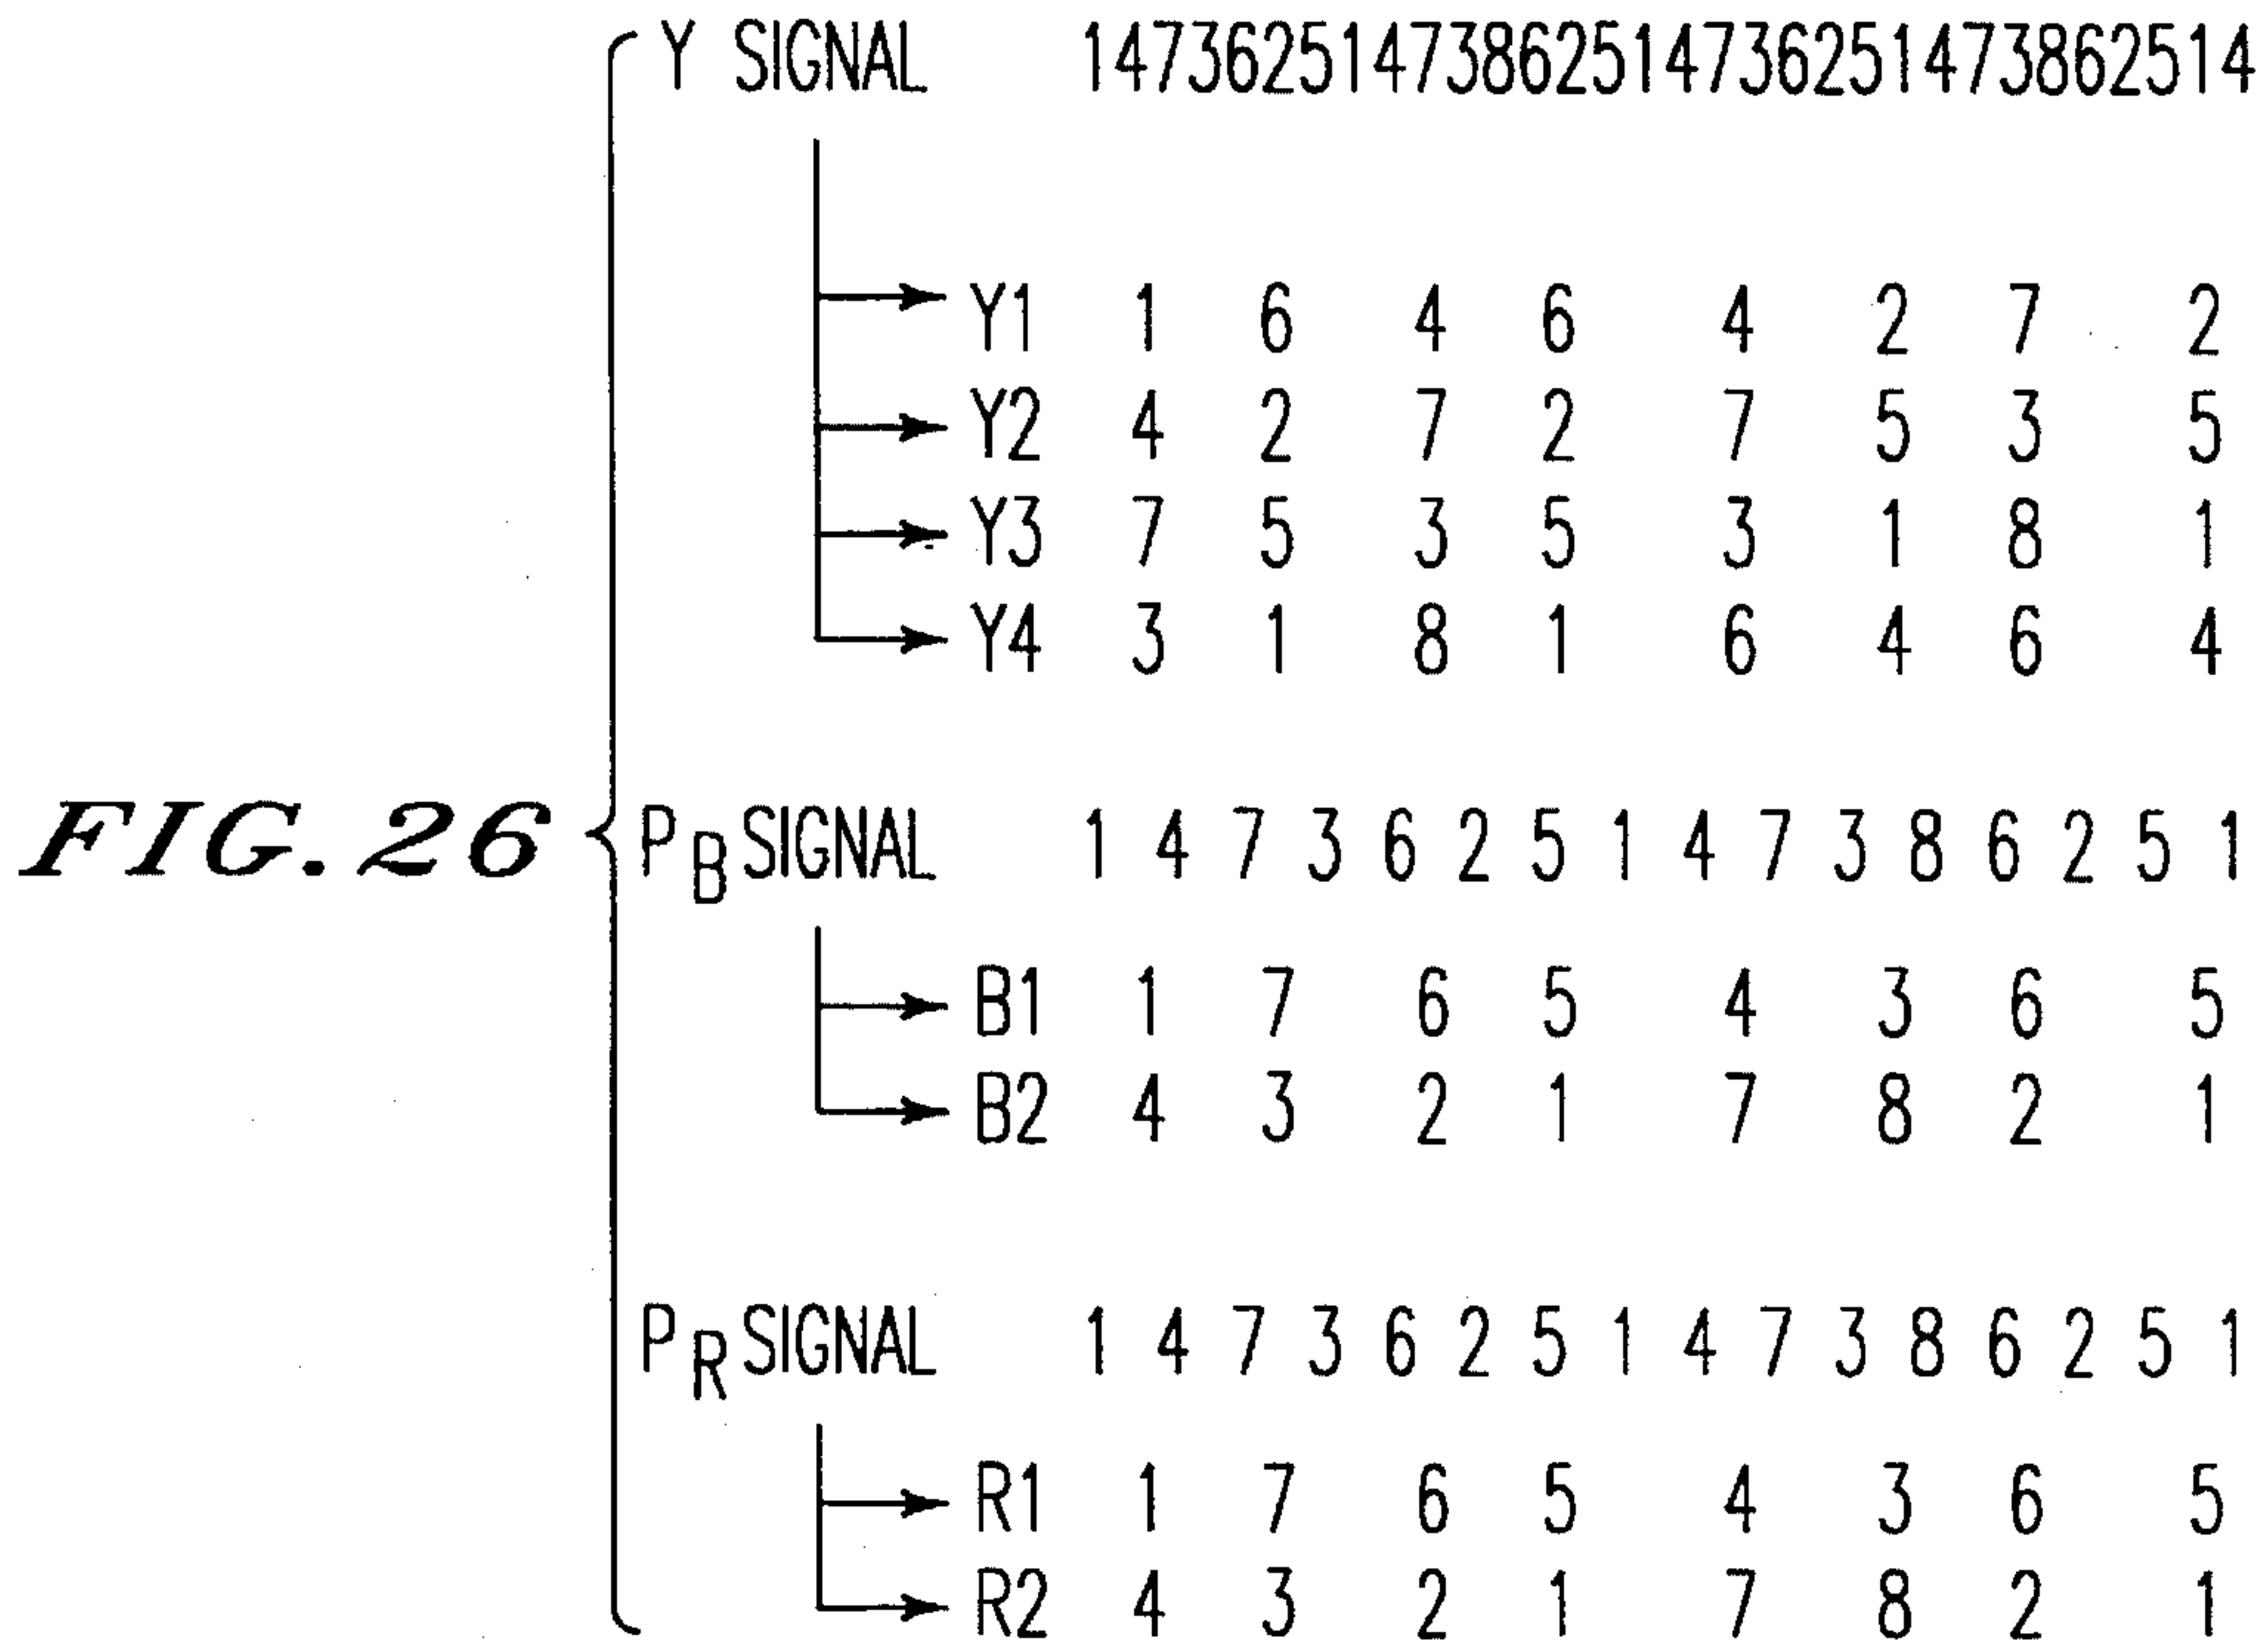 Y SIGNAL 14736251473862514736251473862514
Y1 1 6 4 6 4 2 7 2
Y2 4 2 7 2 7 5 3 5
Y3 7 5 3 5 3 1 8 1
Y4 3 1 8 1 6 4 6 4
FIG. 26
PB SIGNAL 1 4 7 3 6 2 5 1 4 7 3 8 6 2 5 1
B1 1 7 6 5 4 3 6 5
B2 4 3 2 1 7 8 2 1
PR SIGNAL 1 4 7 3 6 2 5 1 4 7 3 8 6 2 5 1
R1 1 7 6 5 4 3 6 5
R2 4 3 2 1 7 8 2 1